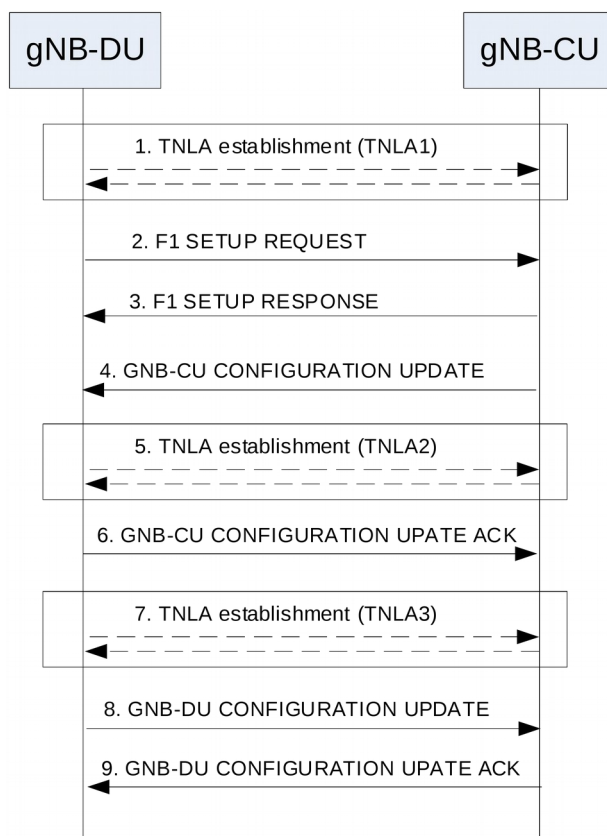 gNB-DU
gNB-CU
1. TNLA establishment (TNLA1)
2. F1 SETUP REQUEST
3. F1 SETUP RESPONSE
4. GNB-CU CONFIGURATION UPDATE
5. TNLA establishment (TNLA2)
6. GNB-CU CONFIGURATION UPATE ACK
7. TNLA establishment (TNLA3)
8. GNB-DU CONFIGURATION UPDATE
9. GNB-DU CONFIGURATION UPATE ACK